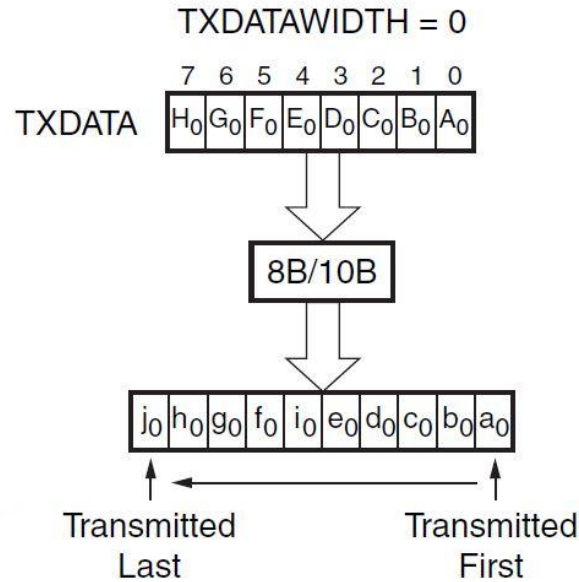 TXDATAWIDTH = 0
7 6 5 4 3 2 1 0
TXDATA H₀ G₀ F₀ E₀ D₀ C₀ B₀ A₀
8B/10B
j₀ h₀ g₀ f₀ i₀ e₀ d₀ c₀ b₀ a₀
Transmitted Transmitted
Last First